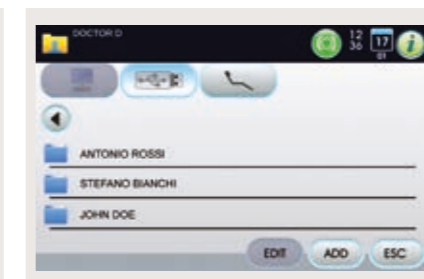 DOCTOR D
12
36
17
01
ANTONIO ROSSI
STEFANO BIANCHI
JOHN DOE
EDIT ADD ESC